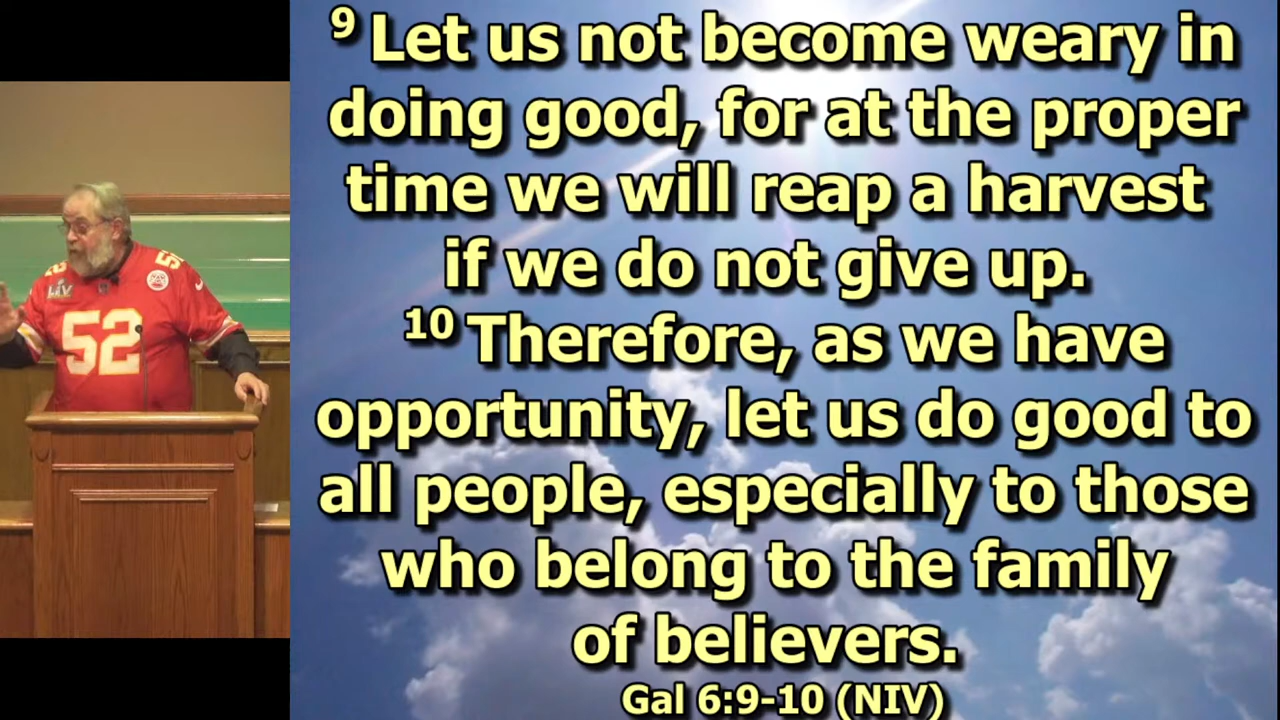 ⁹ Let us not become weary in
doing good, for at the proper
time we will reap a harvest
if we do not give up.
¹⁰ Therefore, as we have
opportunity, let us do good to
all people, especially to those
who belong to the family
of believers.
Gal 6:9-10 (NIV)
LIV
52